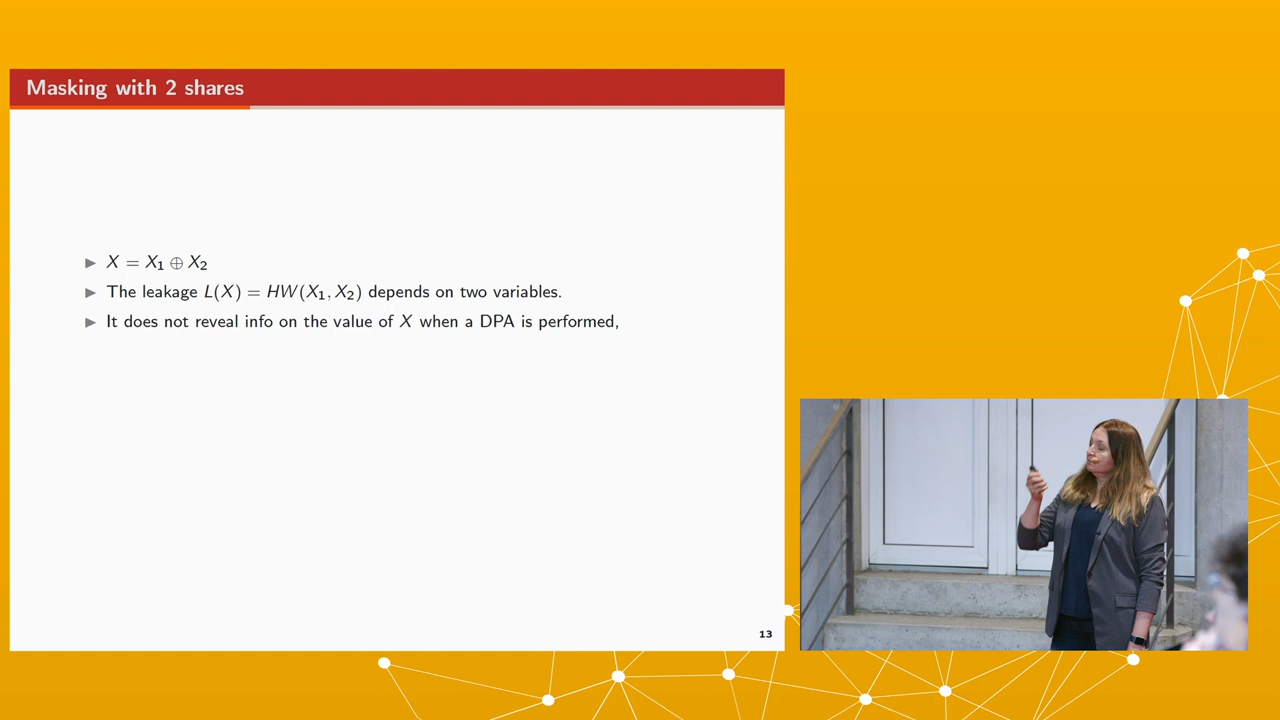 Masking with 2 shares
▶ X = X₁ ⊕ X₂
▶ The leakage L(X) = HW(X₁, X₂) depends on two variables.
▶ It does not reveal info on the value of X when a DPA is performed,
13